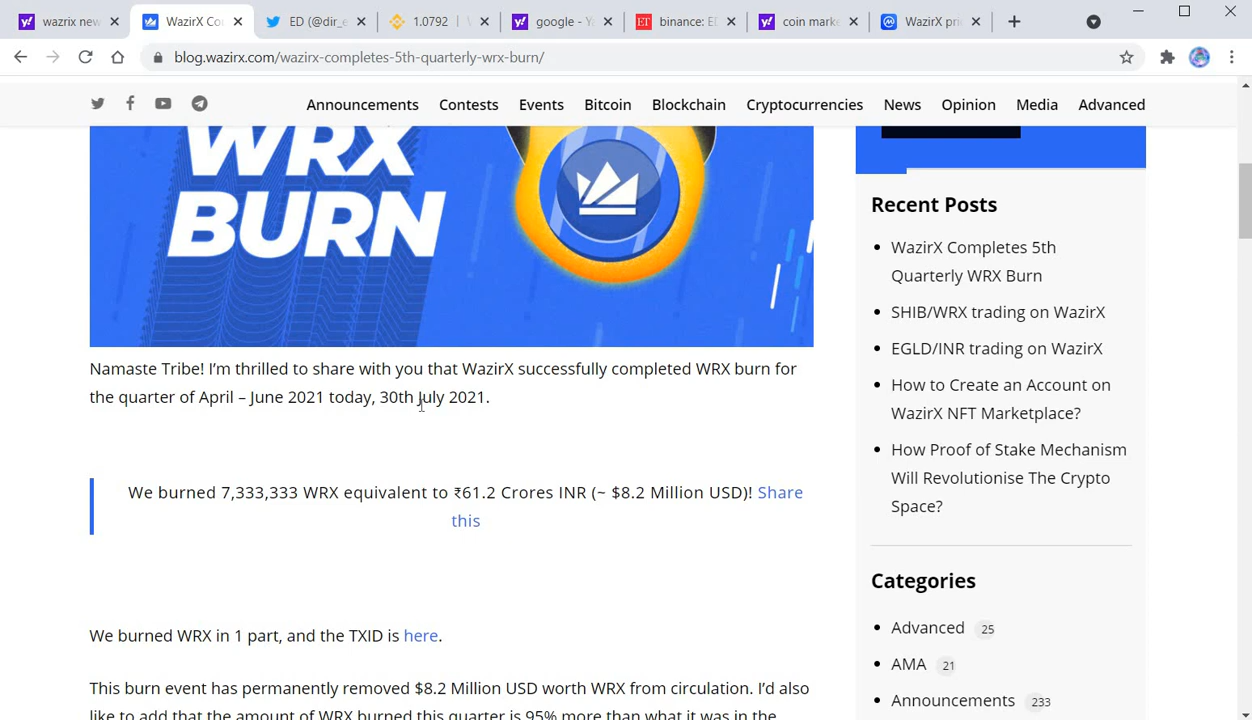 wazrix new
WazirX Co
ED (@dir_e
1.0792
google - Y
binance: E
coin marke
WazirX pri
blog.wazirx.com/wazirx-completes-5th-quarterly-wrx-burn/
Announcements Contests Events Bitcoin Blockchain Cryptocurrencies News Opinion Media Advanced
WRX
BURN
Namaste Tribe! I’m thrilled to share with you that WazirX successfully completed WRX burn for
the quarter of April – June 2021 today, 30th July 2021.
We burned 7,333,333 WRX equivalent to ₹61.2 Crores INR (~ $8.2 Million USD)! Share
this
We burned WRX in 1 part, and the TXID is here.
This burn event has permanently removed $8.2 Million USD worth WRX from circulation. I’d also
like to add that the amount of WRX burned this quarter is 95% more than what it was in the
Recent Posts
WazirX Completes 5th
Quarterly WRX Burn
SHIB/WRX trading on WazirX
EGLD/INR trading on WazirX
How to Create an Account on
WazirX NFT Marketplace?
How Proof of Stake Mechanism
Will Revolutionise The Crypto
Space?
Categories
Advanced 25
AMA 21
Announcements 233